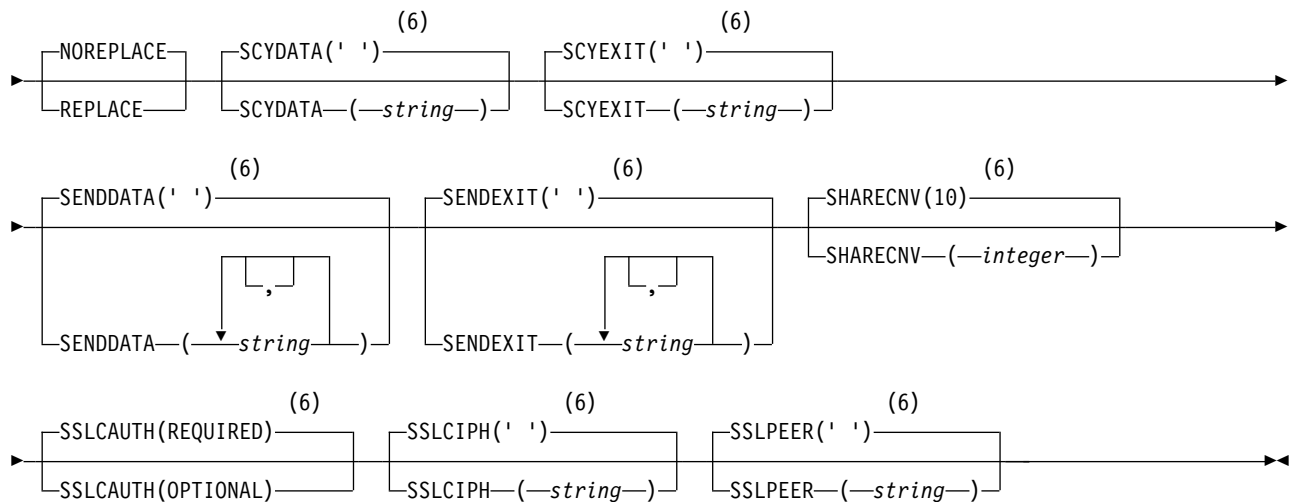 (6) (6)
NOREPLACE SCYDATA(' ') SCYEXIT(' ')
REPLACE SCYDATA ( string ) SCYEXIT ( string )
(6) (6) (6)
SENDDATA(' ') SENDEXIT(' ') SHARECNV(10)
SHARECNV ( integer )
, ,
SENDDATA ( string ) SENDEXIT ( string )
(6) (6) (6)
SSLCAUTH(REQUIRED) SSLCIPH(' ') SSLPEER(' ')
SSLCAUTH(OPTIONAL) SSLCIPH ( string ) SSLPEER ( string )